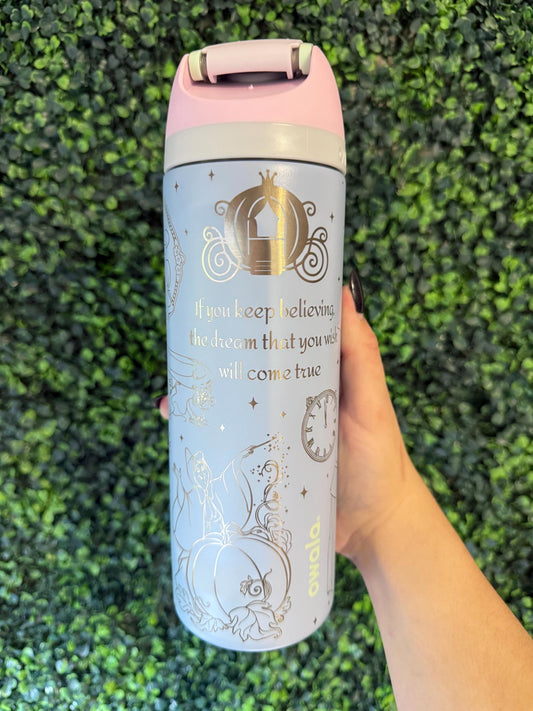 If you keep believing,
the dream that you wish
will come true
owala.